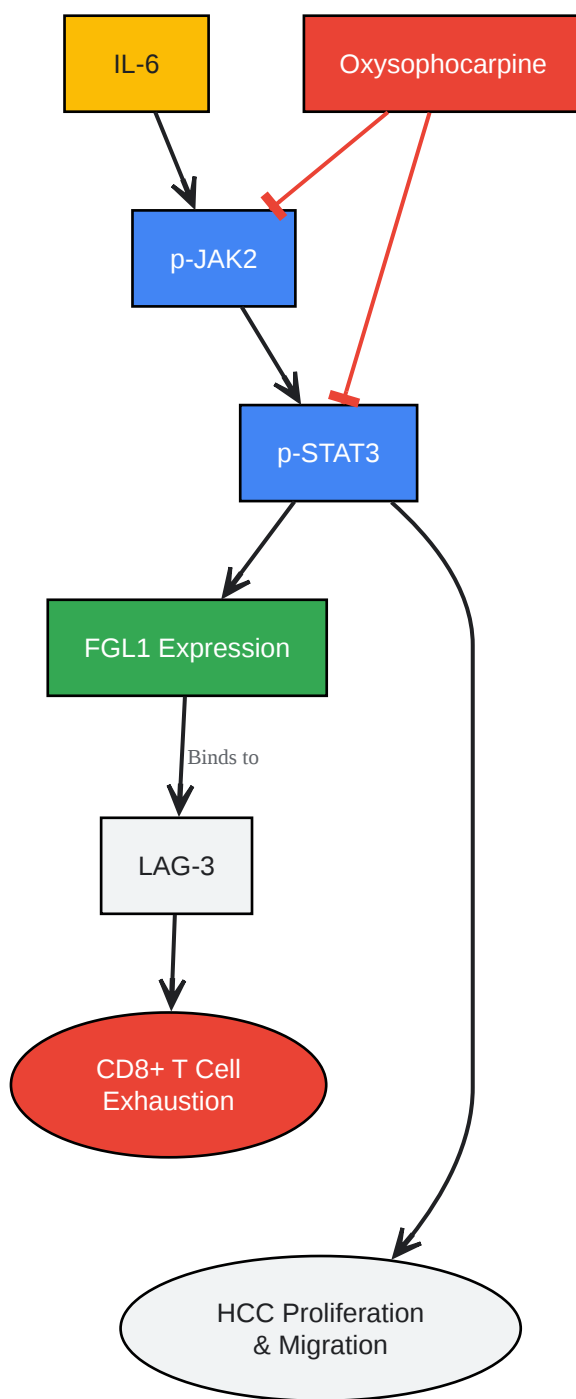 IL-6
Oxysophocarpine
p-JAK2
p-STAT3
FGL1 Expression
Binds to
LAG-3
CD8+ T Cell
Exhaustion
HCC Proliferation
& Migration